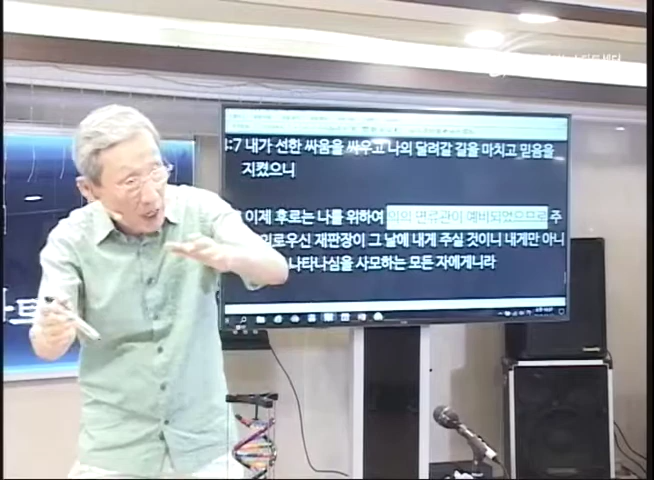 :7 내가 선한 싸움을 싸우고 나의 달려갈 길을 마치고 믿음을
지켰으니
이제 후로는 나를 위하여 의의 면류관이 예비되었으므로 주
의로우신 재판장이 그 날에 내게 주실 것이니 내게만 아니
나타나심을 사모하는 모든 자에게니라